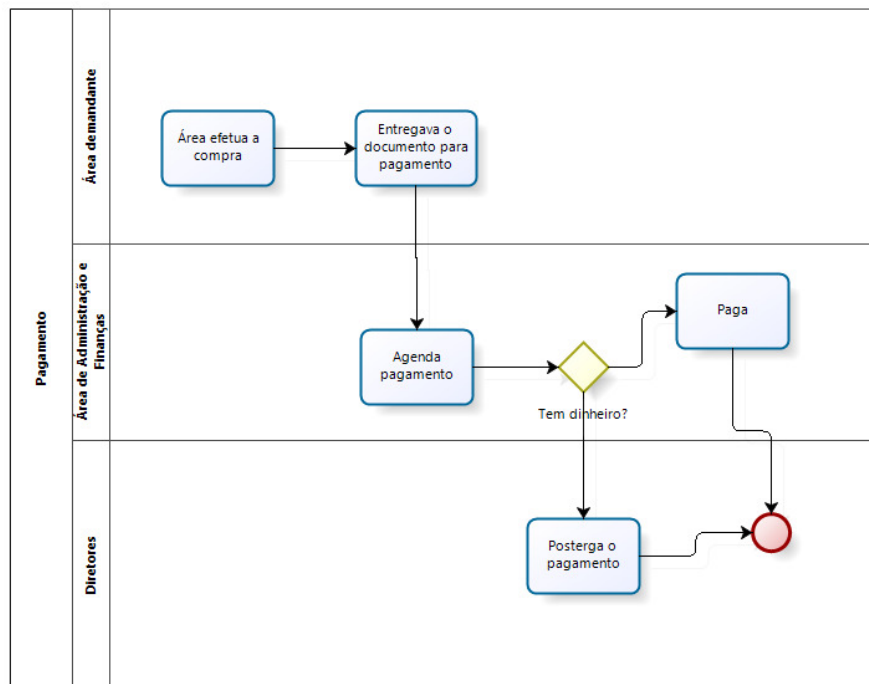 Pagamento
Área demandante
Área efetua a
compra
Entregava o
documento para
pagamento
Área de Administração e
Finanças
Agenda
pagamento
Tem dinheiro?
Paga
Diretores
Posterga o
pagamento